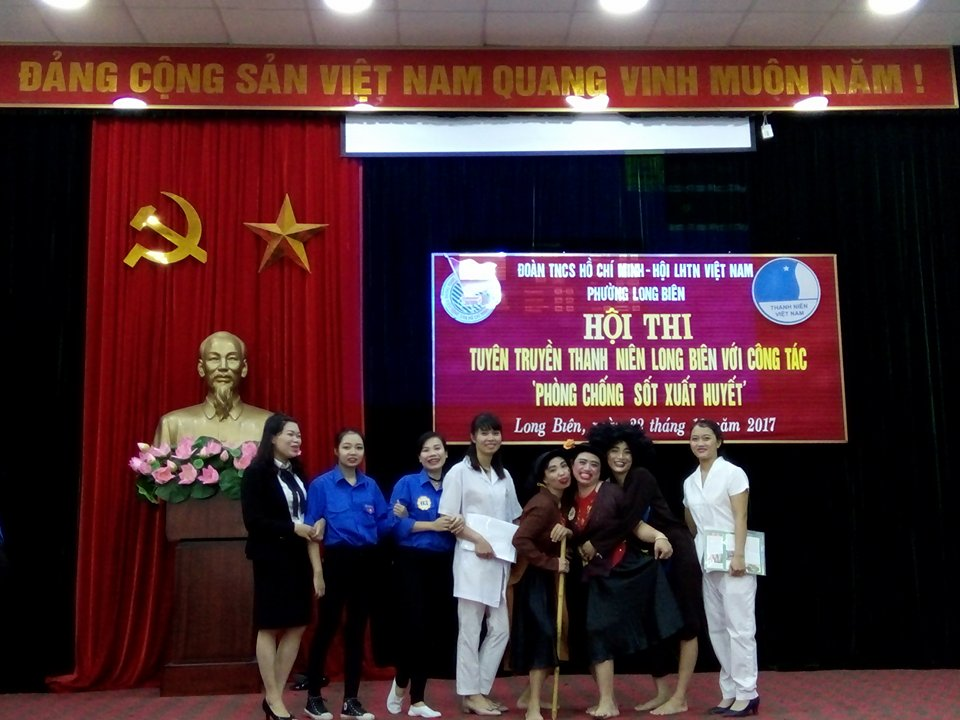 ĐẢNG CỘNG SẢN VIỆT NAM QUANG VINH MUÔN NĂM !
ĐOÀN TNCS HỒ CHÍ MINH - HỘI LHTN VIỆT NAM
PHƯỜNG LONG BIÊN
THANH NIÊN
VIỆT NAM
HỘI THI
TUYÊN TRUYỀN THANH NIÊN LONG BIÊN VỚI CÔNG TÁC
'PHÒNG CHỐNG SỐT XUẤT HUYẾT'
Long Biên, 22 tháng năm 2017